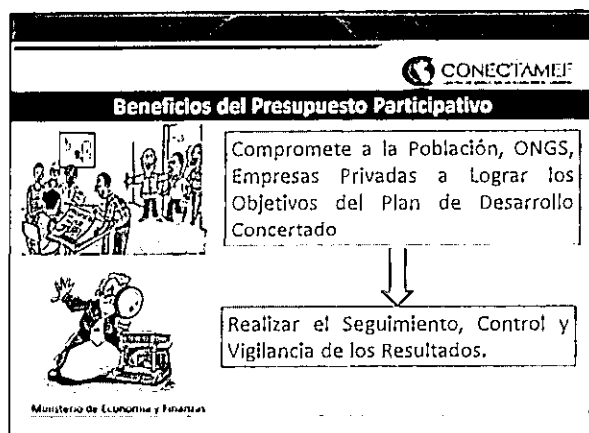 CONECTAMEF
Beneficios del Presupuesto Participativo
Compromete a la Población, ONGS,
Empresas Privadas a Lograr los
Objetivos del Plan de Desarrollo
Concertado
Realizar el Seguimiento, Control y
Vigilancia de los Resultados.
Ministerio de Economía y Finanzas